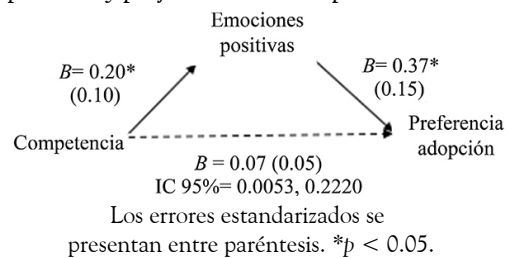 Emociones
positivas
B= 0.20*
(0.10)
B= 0.37*
(0.15)
Competencia
Preferencia
adopción
B = 0.07 (0.05)
IC 95%= 0.0053, 0.2220
Los errores estandarizados se
presentan entre paréntesis. *p < 0.05.